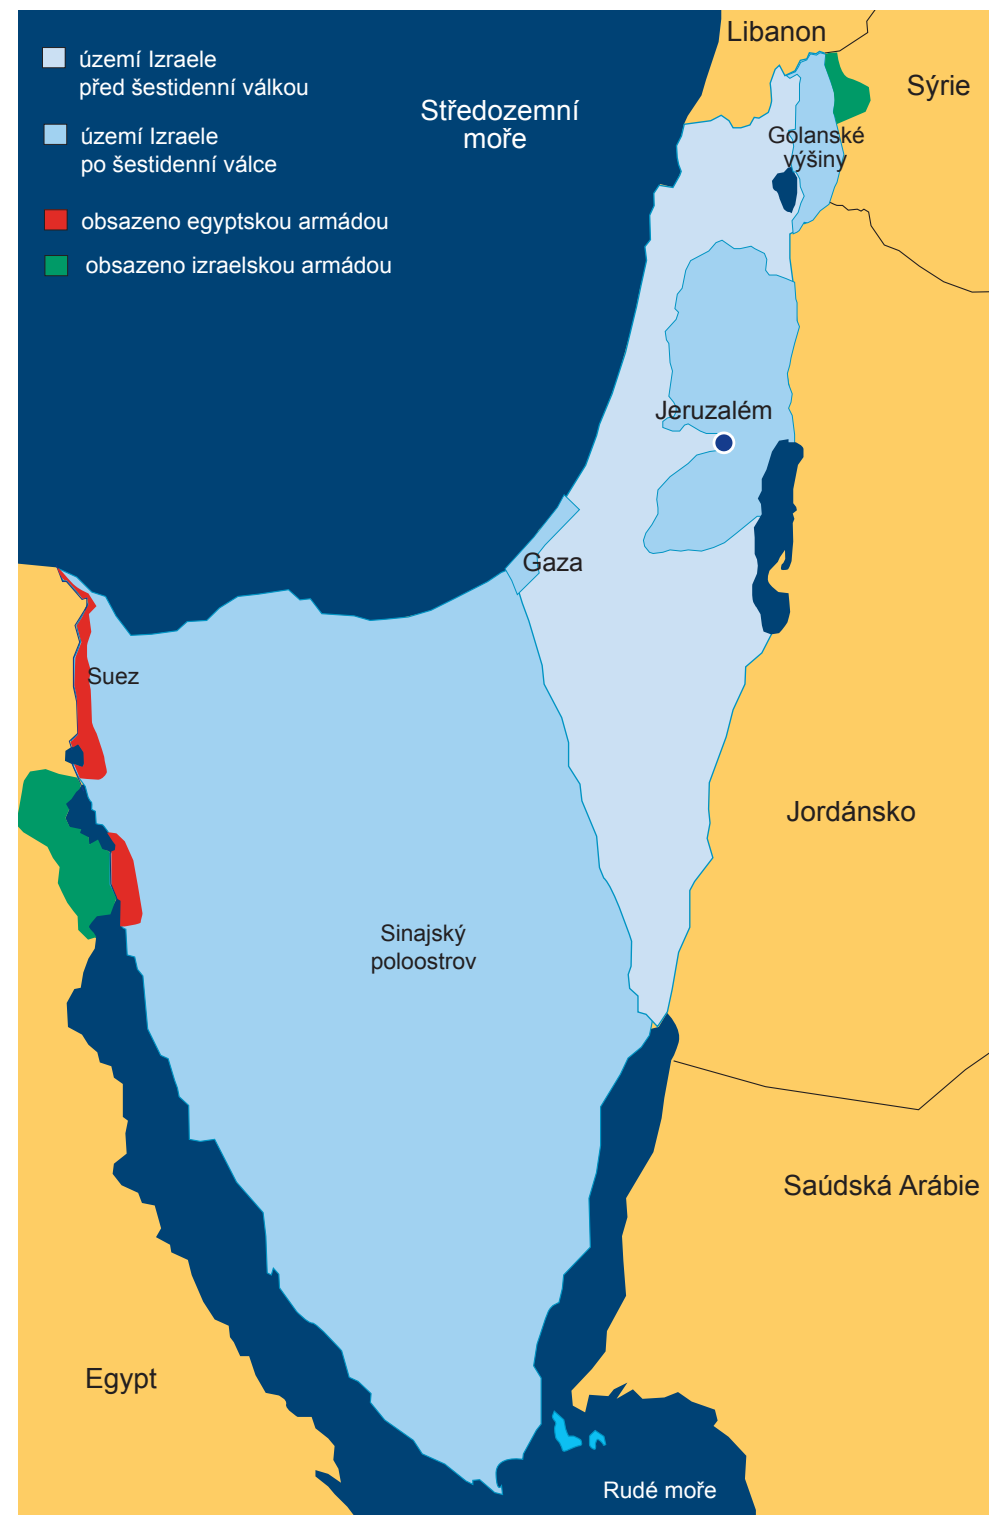 území Izraele
před šestidenní válkou
území Izraele
po šestidenní válce
obsazeno egyptskou armádou
obsazeno izraelskou armádou
Středozemní
moře
Libanon
Sýrie
Golanské
výšiny
Jeruzalém
Gaza
Suez
Jordánsko
Sinajský
poloostrov
Saúdská Arábie
Egypt
Rudé moře